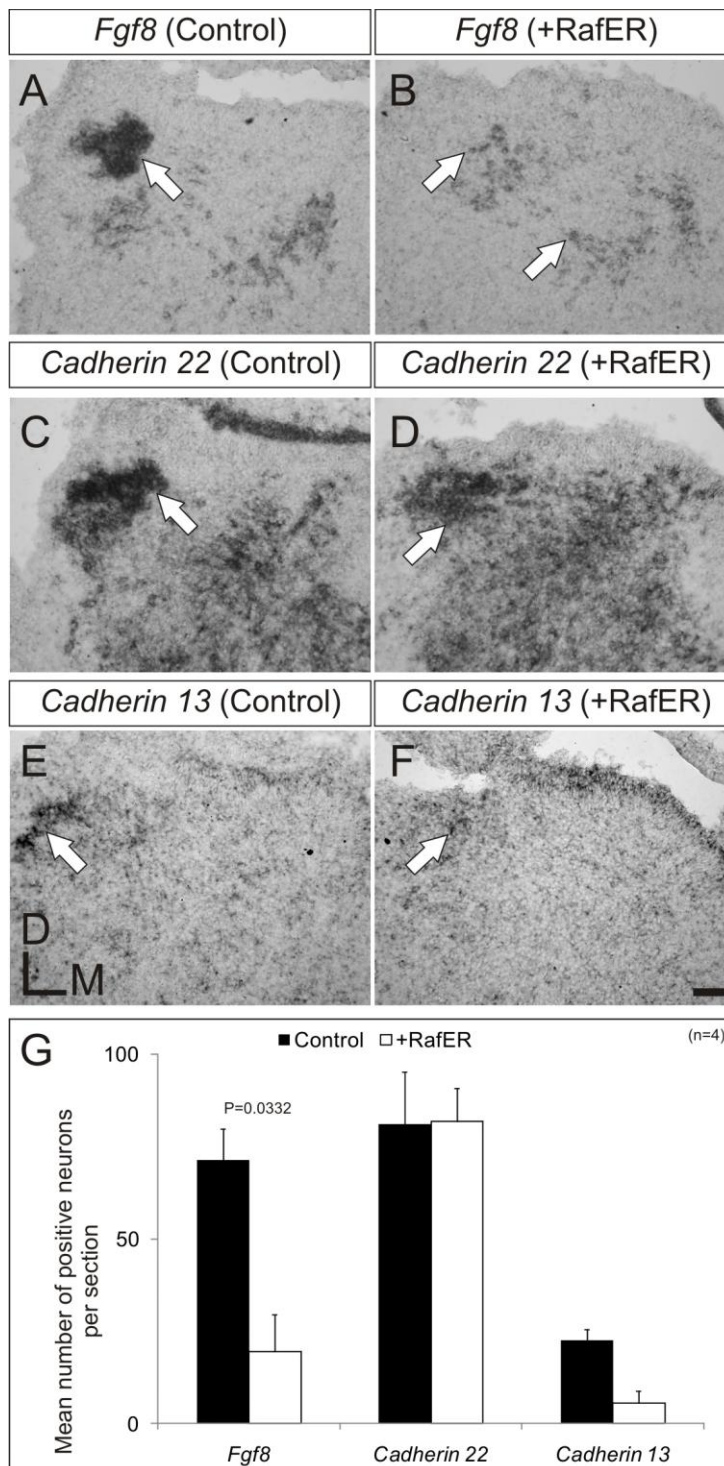 Fgf8 (Control)
Fgf8 (+RafER)
A
B
Cadherin 22 (Control)
Cadherin 22 (+RafER)
C
D
Cadherin 13 (Control)
Cadherin 13 (+RafER)
E
F
D
M
G
Control
+RafER
(n=4)
100
50
0
Mean number of positive neurons
per section
P=0.0332
Fgf8
Cadherin 22
Cadherin 13